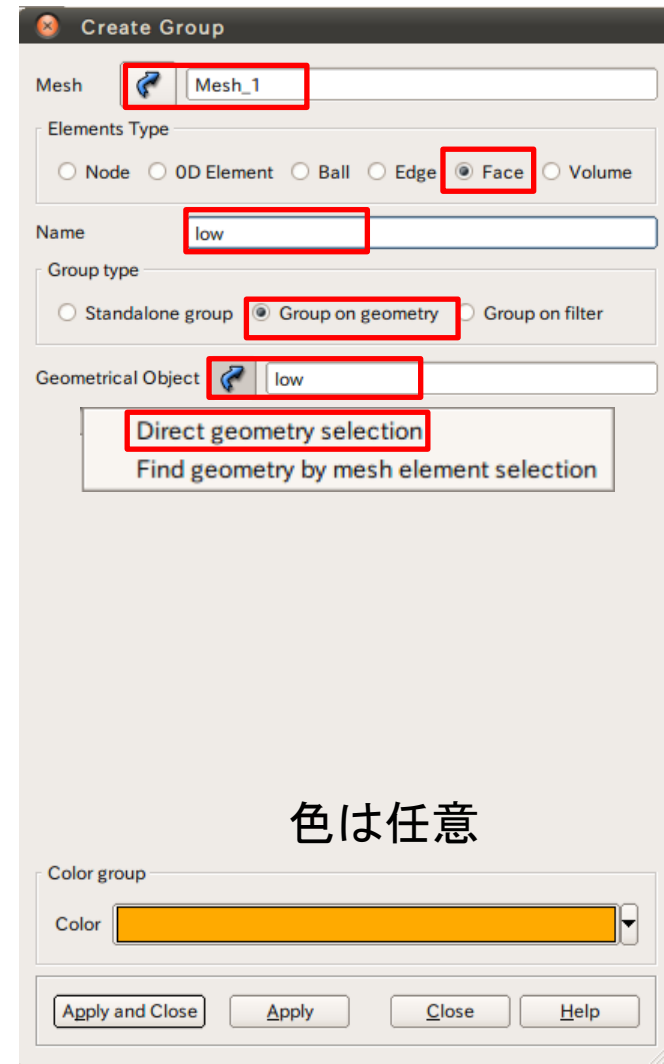 Create Group
Mesh Mesh_1
Elements Type
Node 0D Element Ball Edge Face Volume
Name low
Group type
Standalone group Group on geometry Group on filter
Geometrical Object low
Direct geometry selection
Find geometry by mesh element selection
色は任意
Color group
Color
Apply and Close Apply Close Help